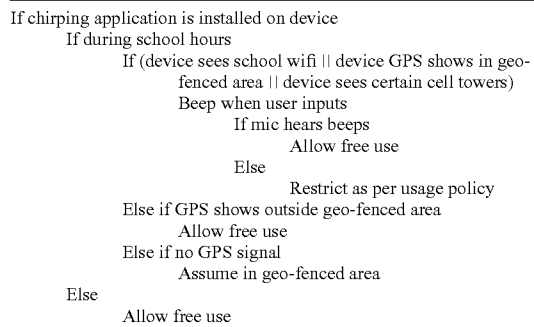 If chirping application is installed on device
If during school hours
If (device sees school wifi || device GPS shows in geo-
fenced area || device sees certain cell towers)
Beep when user inputs
If mic hears beeps
Allow free use
Else
Restrict as per usage policy
Else if GPS shows outside geo-fenced area
Allow free use
Else if no GPS signal
Assume in geo-fenced area
Else
Allow free use